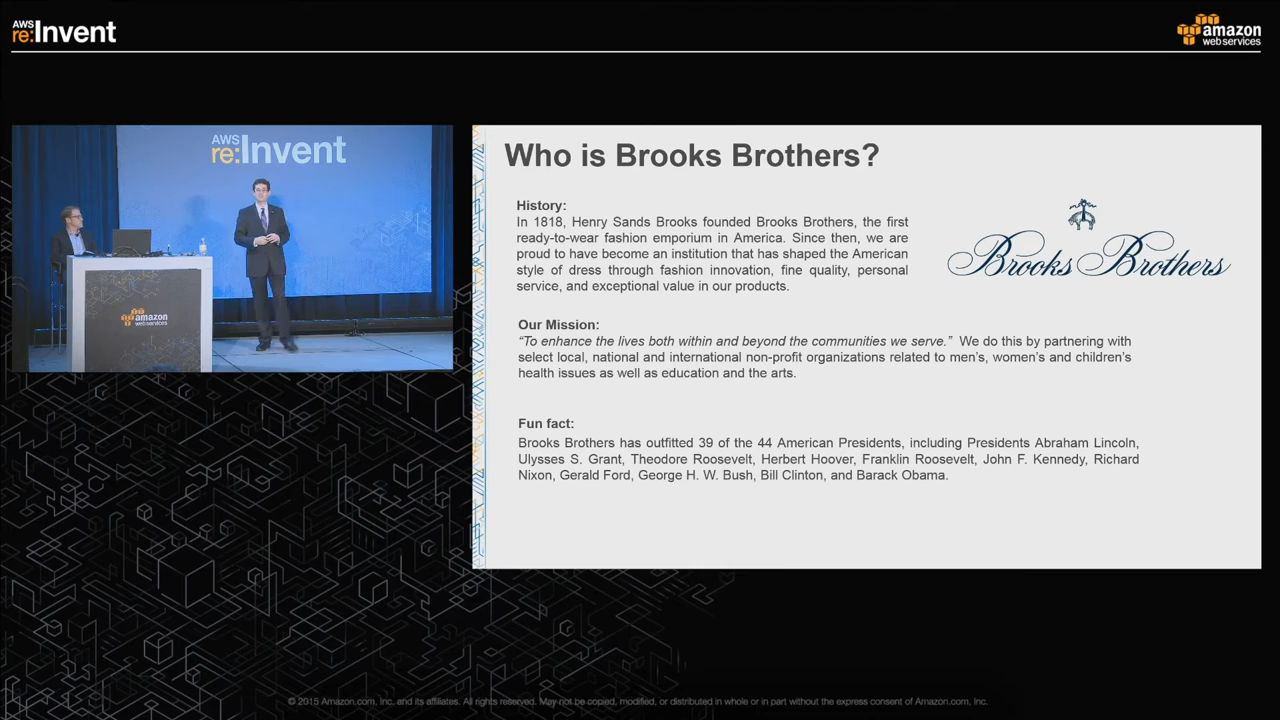 AWS
re:Invent
amazon
web services
AWS
re:Invent
amazon
web services
Who is Brooks Brothers?
History:
In 1818, Henry Sands Brooks founded Brooks Brothers, the first
ready-to-wear fashion emporium in America. Since then, we are
proud to have become an institution that has shaped the American
style of dress through fashion innovation, fine quality, personal
service, and exceptional value in our products.
Brooks Brothers
Our Mission:
“To enhance the lives both within and beyond the communities we serve.” We do this by partnering with
select local, national and international non-profit organizations related to men’s, women’s and children’s
health issues as well as education and the arts.
Fun fact:
Brooks Brothers has outfitted 39 of the 44 American Presidents, including Presidents Abraham Lincoln,
Ulysses S. Grant, Theodore Roosevelt, Herbert Hoover, Franklin Roosevelt, John F. Kennedy, Richard
Nixon, Gerald Ford, George H. W. Bush, Bill Clinton, and Barack Obama.
© 2015 Amazon.com, Inc. and its affiliates. All rights reserved. May not be copied, modified, or distributed in whole or in part without the express consent of Amazon.com, Inc.